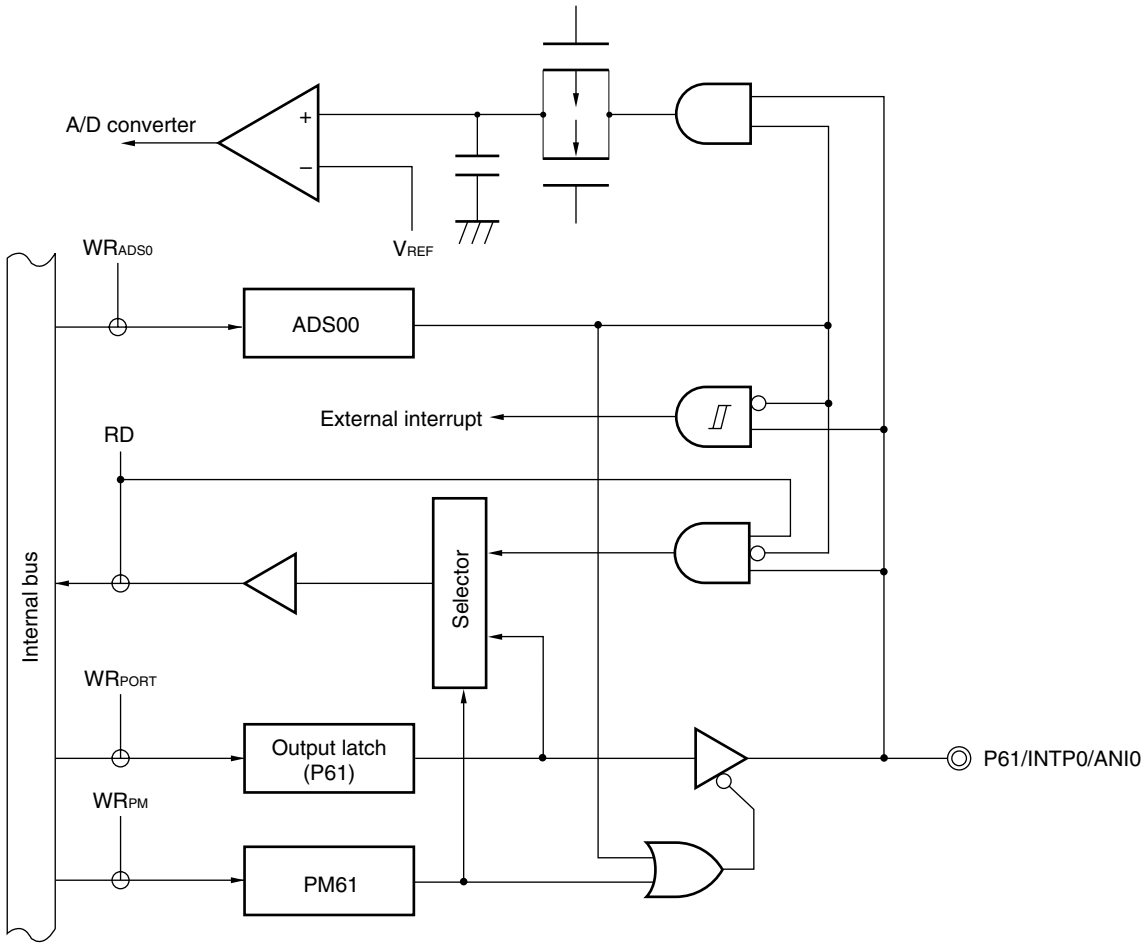 A/D converter
+
−
VREF
WRADS0
ADS00
External interrupt
RD
Selector
Internal bus
WRPORT
Output latch
(P61)
P61/INTP0/ANI0
WRPM
PM61